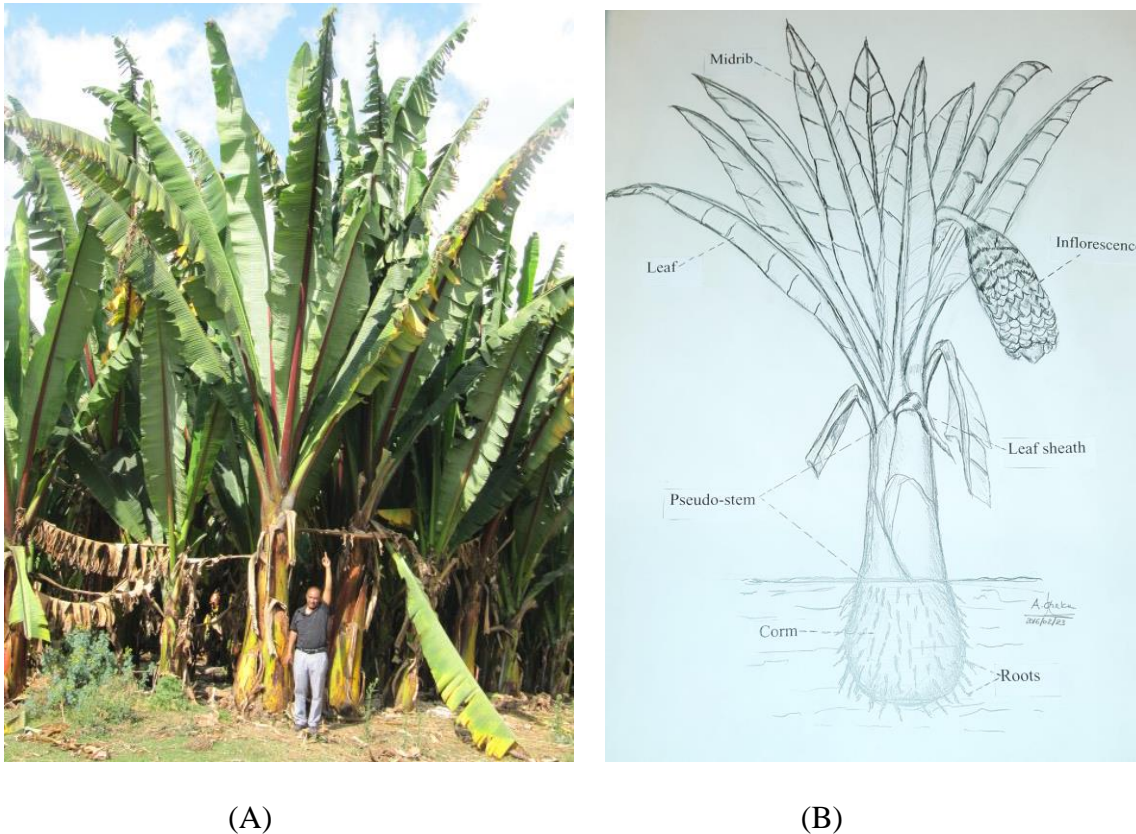 Midrib
Inflorescence
Leaf
Leaf sheath
Pseudo-stem
Corm
Roots
(A)
(B)